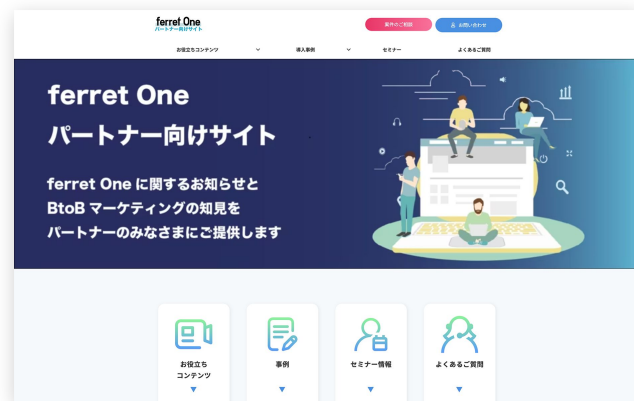 ferret One
パートナー向けサイト
案件のご相談
お問い合わせ
お役立ちコンテンツ
導入事例
セミナー
よくあるご質問
ferret One
パートナー向けサイト
ferret One に関するお知らせと
BtoB マーケティングの知見を
パートナーのみなさまにご提供します
お役立ち
コンテンツ
事例
セミナー情報
よくあるご質問